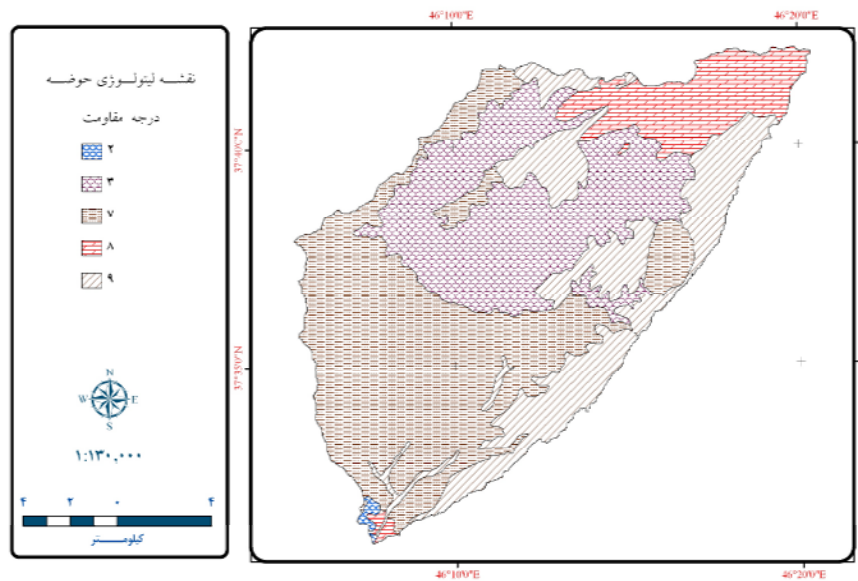 نقشه لیتولوژی حوضه
درجه مقاومت
۲
۳
۷
۸
۹
N
W E
S
۱:۱۳۰,۰۰۰
۴ ۲ ۰ ۴
کیلومتر
46°10'0"E 46°20'0"E
37°40'0"N
37°35'0"N
46°10'0"E 46°20'0"E